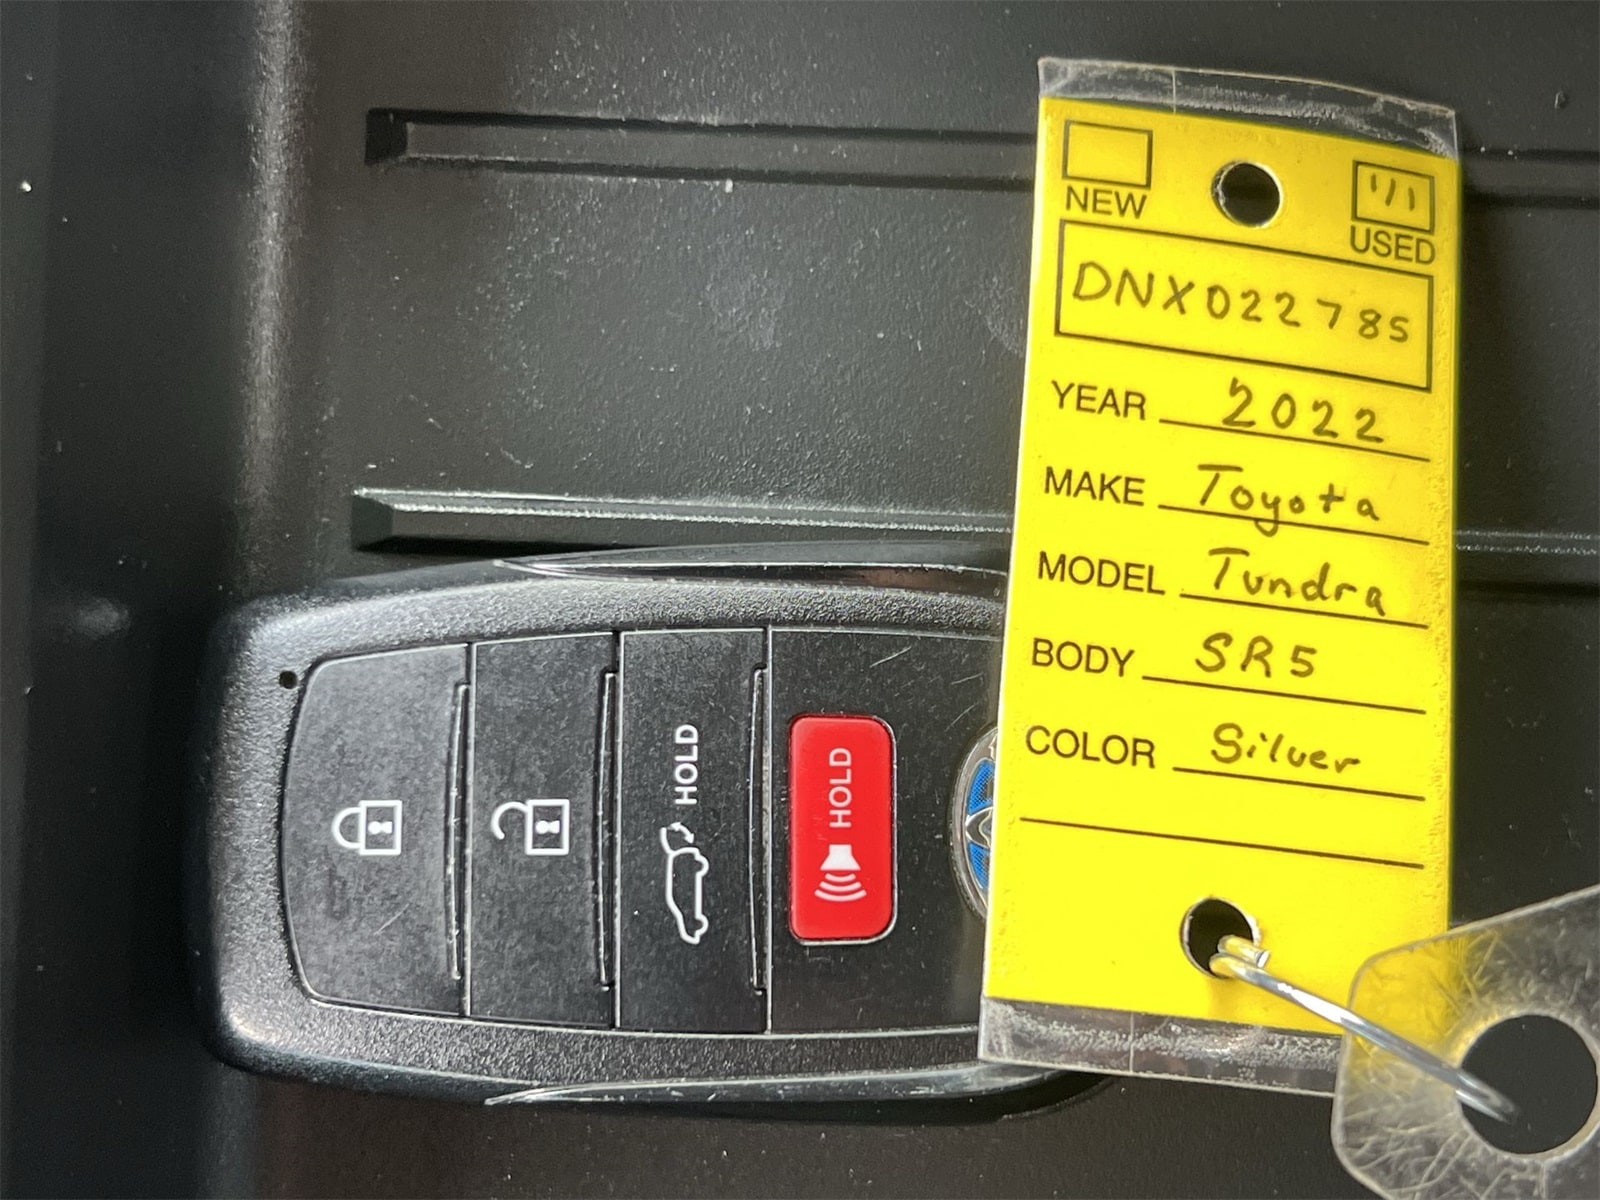 NEW
USED
DNX022785
YEAR 2022
MAKE Toyota
MODEL Tundra
BODY SR5
COLOR Silver
HOLD
HOLD